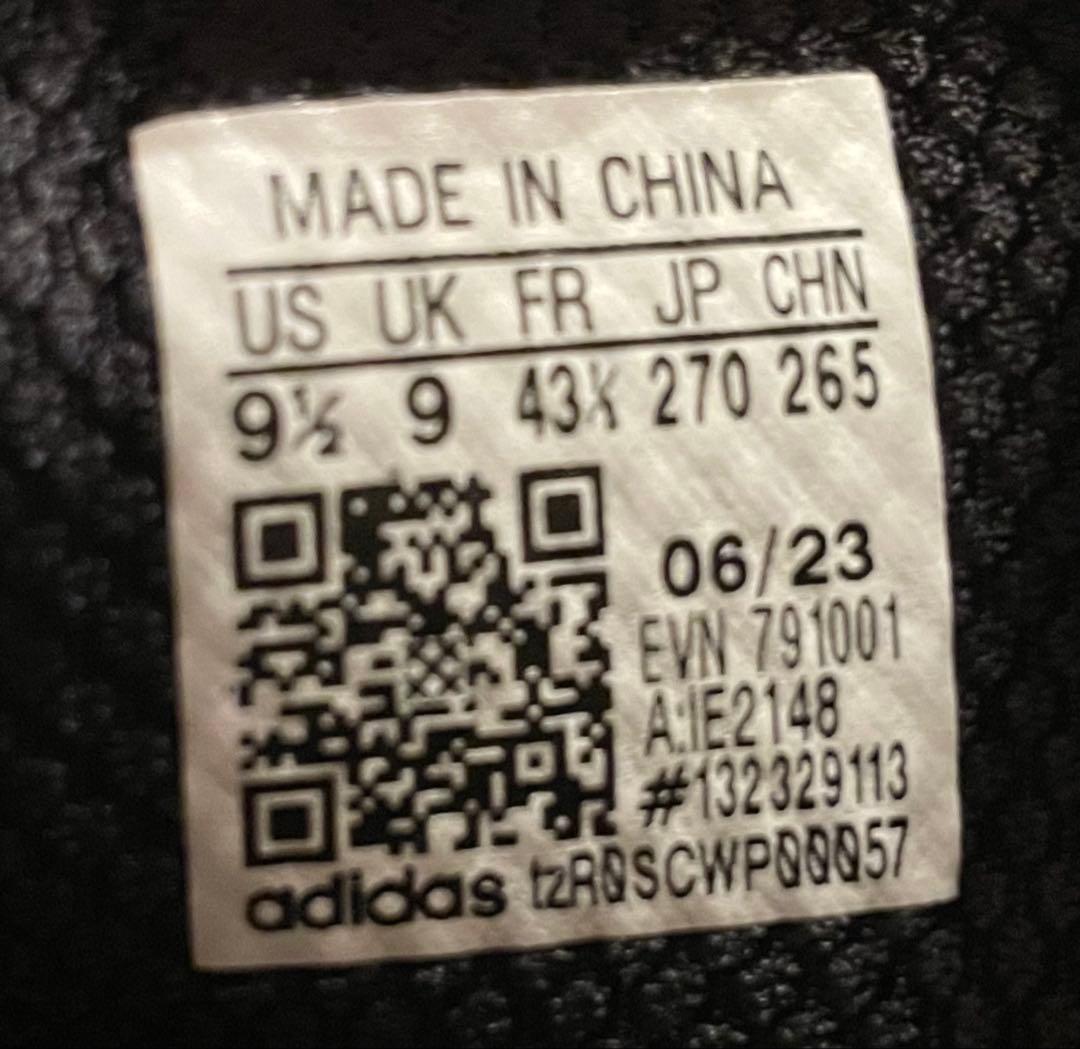 MADE IN CHINA
US UK FR JP CHN
9½ 9 43⅓ 270 265
06/23
EVN 791001
A:IE2148
#132329113
adidas tzR0SCWP00057